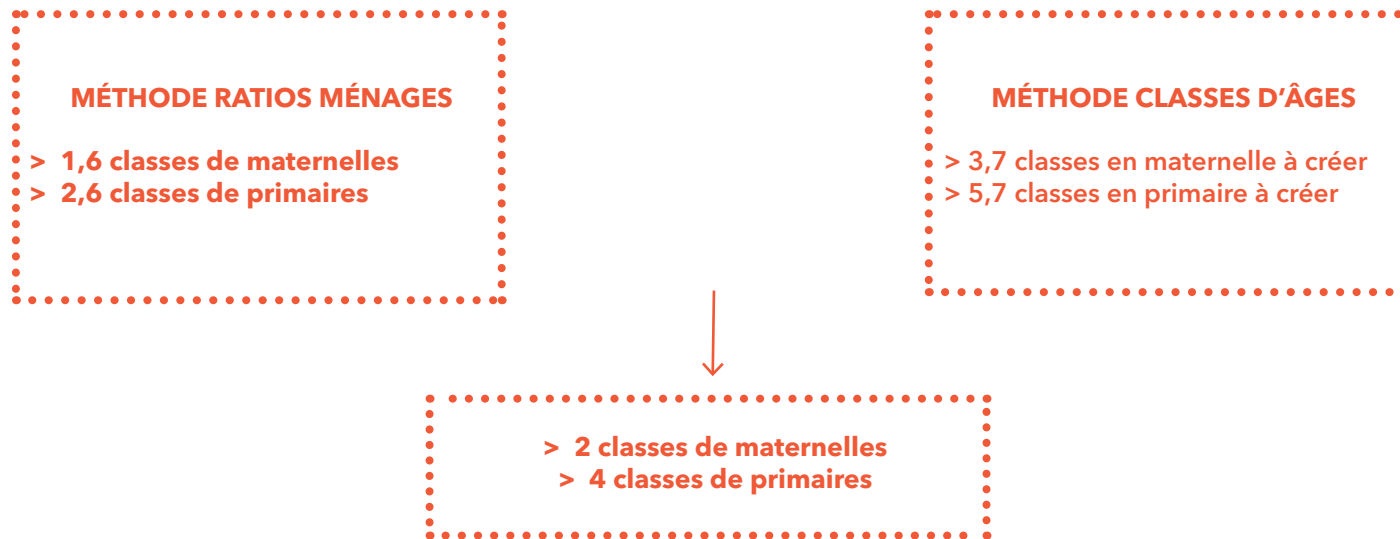 MÉTHODE RATIOS MÉNAGES
> 1,6 classes de maternelles
> 2,6 classes de primaires
MÉTHODE CLASSES D’ÂGES
> 3,7 classes en maternelle à créer
> 5,7 classes en primaire à créer
> 2 classes de maternelles
> 4 classes de primaires